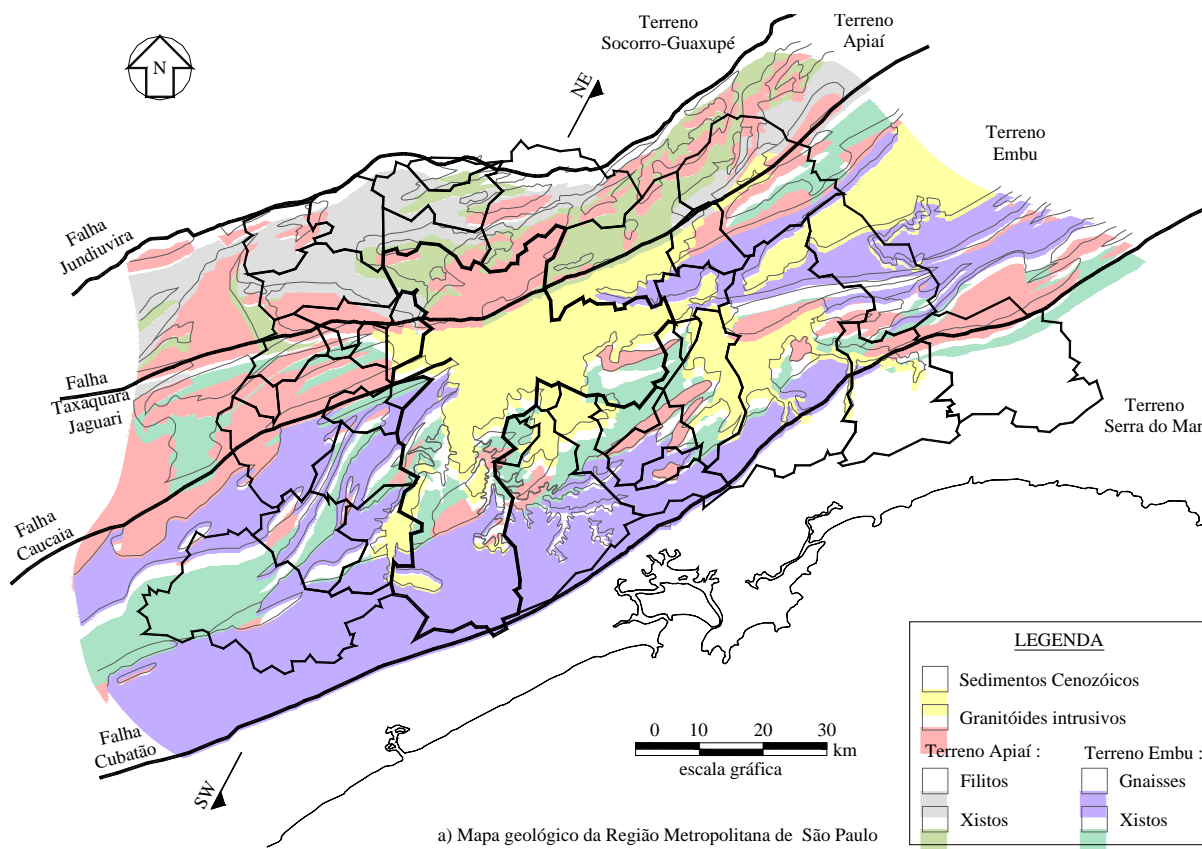 Terreno
Socorro-Guaxupé
Terreno
Apiaí
N
NE
Terreno
Embu
Falha
Jundiuvira
Falha
Taxaquara
Jaguari
Terreno
Serra do Mar
Falha
Caucaia
Falha
Cubatão
SW
0 10 20 30
km
escala gráfica
LEGENDA
Sedimentos Cenozóicos
Granitóides intrusivos
Terreno Apiaí :
Terreno Embu :
Filitos
Gnaisses
Xistos
Xistos
a) Mapa geológico da Região Metropolitana de São Paulo